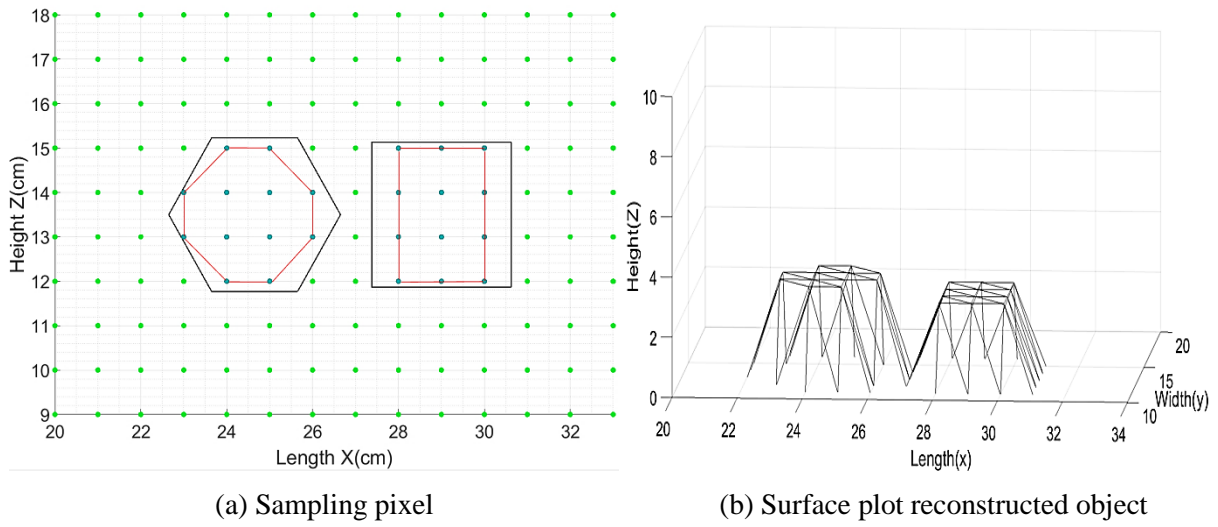 18
17
16
15
14
13
12
11
10
9
Height Z(cm)
20 22 24 26 28 30 32
Length X(cm)
10
8
6
4
2
0
Height(Z)
20 22 24 26 28 30 32 34
Length(x)
20
15
10
Width(y)
(a) Sampling pixel
(b) Surface plot reconstructed object